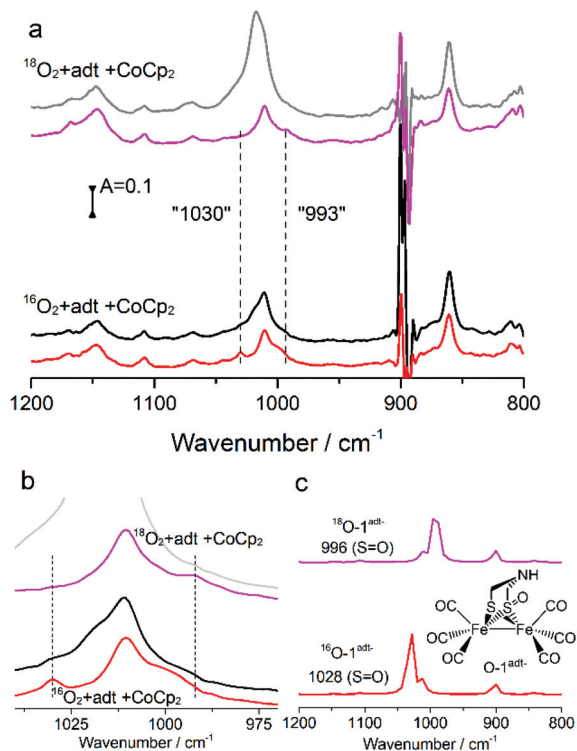 a
¹⁸O₂+adt +CoCp₂
A=0.1
"1030" "993"
¹⁶O₂+adt +CoCp₂
1200 1100 1000 900 800
Wavenumber / cm⁻¹
b
¹⁸O₂+adt +CoCp₂
¹⁶O₂+adt +CoCp₂
1025 1000 975
Wavenumber / cm⁻¹
c
¹⁸O-1ᵃᵈᵗ⁻
996 (S=O)
NH
O
S S
CO CO
OC Fe Fe CO
CO CO
O-1ᵃᵈᵗ⁻
¹⁶O-1ᵃᵈᵗ⁻
1028 (S=O)
1200 1100 1000 900 800
Wavenumber / cm⁻¹